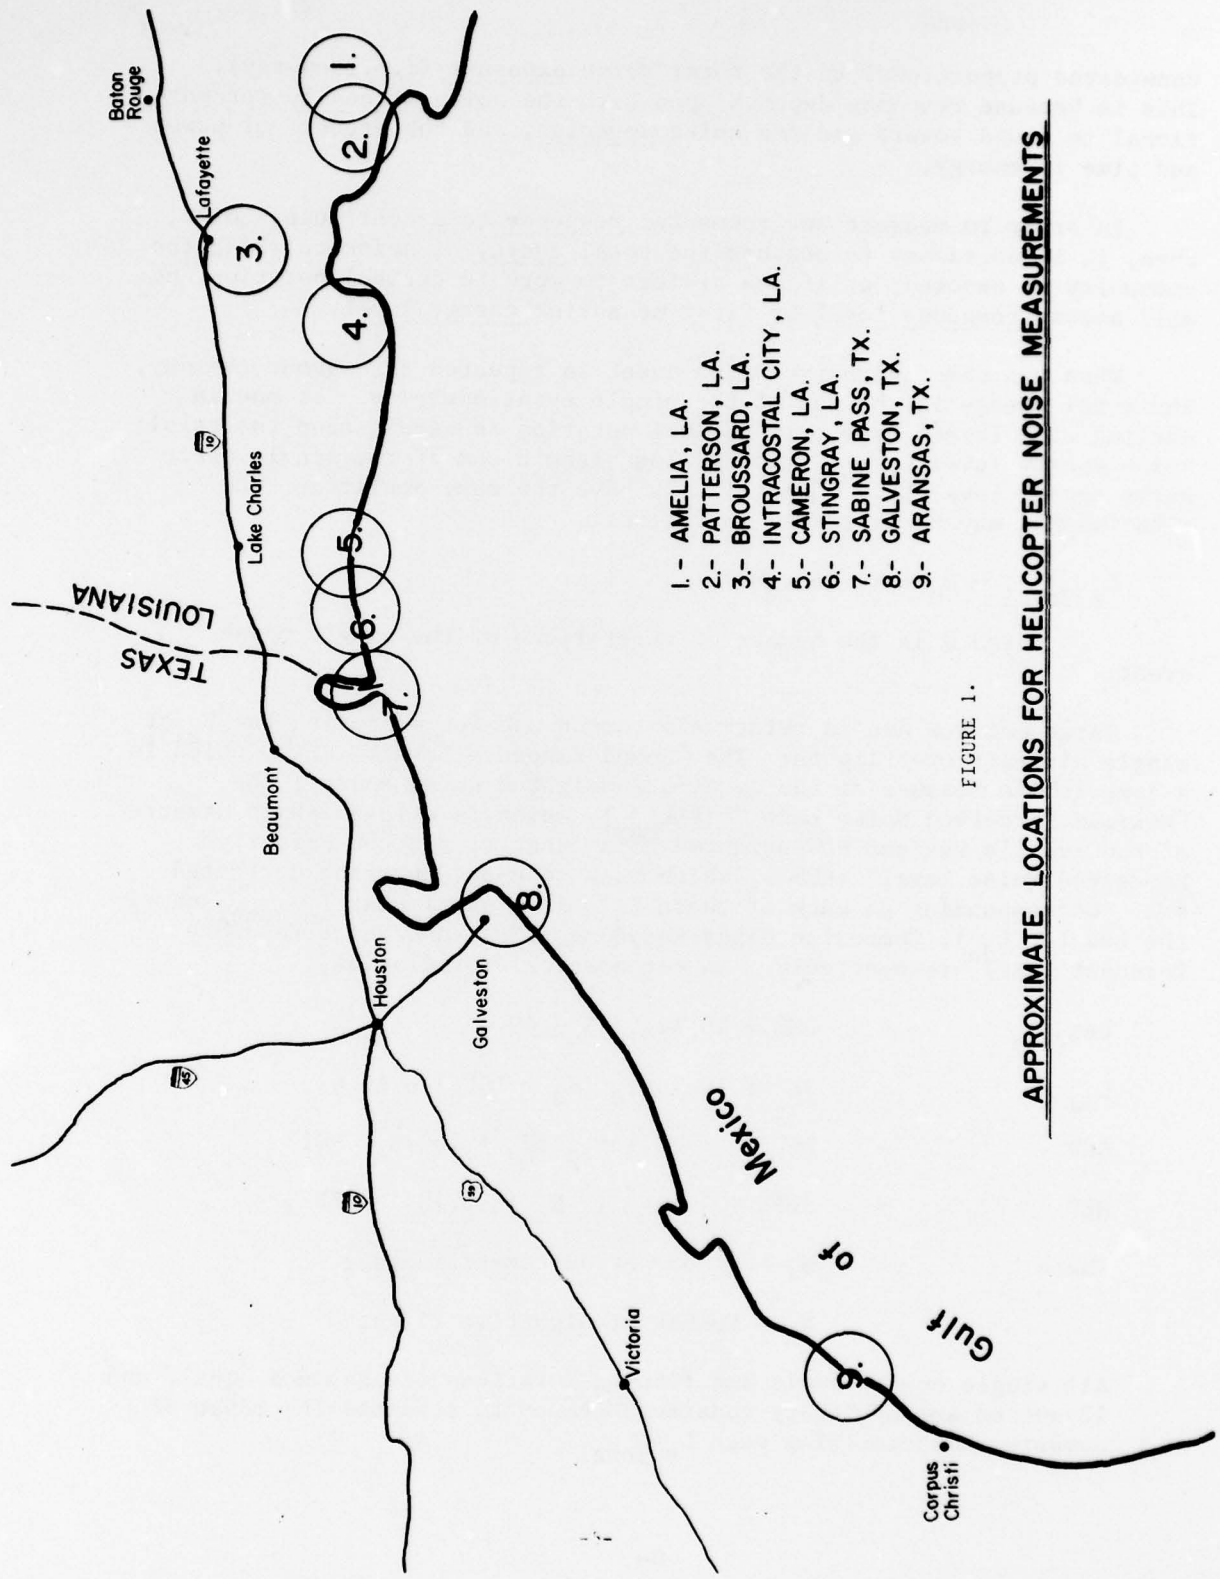 Baton
Rouge
Lafayette
10
Lake Charles
LOUISIANA
TEXAS
Beaumont
Houston
45
Galveston
10
59
Victoria
Corpus
Christi
Gulf
of
Mexico
1.
2.
3.
4.
5.
6.
7.
8.
9.
1.- AMELIA, LA.
2.- PATTERSON, LA.
3.- BROUSSARD, LA.
4.- INTRACOSTAL CITY, LA.
5.- CAMERON, LA.
6.- STINGRAY, LA.
7.- SABINE PASS, TX.
8.- GALVESTON, TX.
9.- ARANSAS, TX.
FIGURE 1.
APPROXIMATE LOCATIONS FOR HELICOPTER NOISE MEASUREMENTS